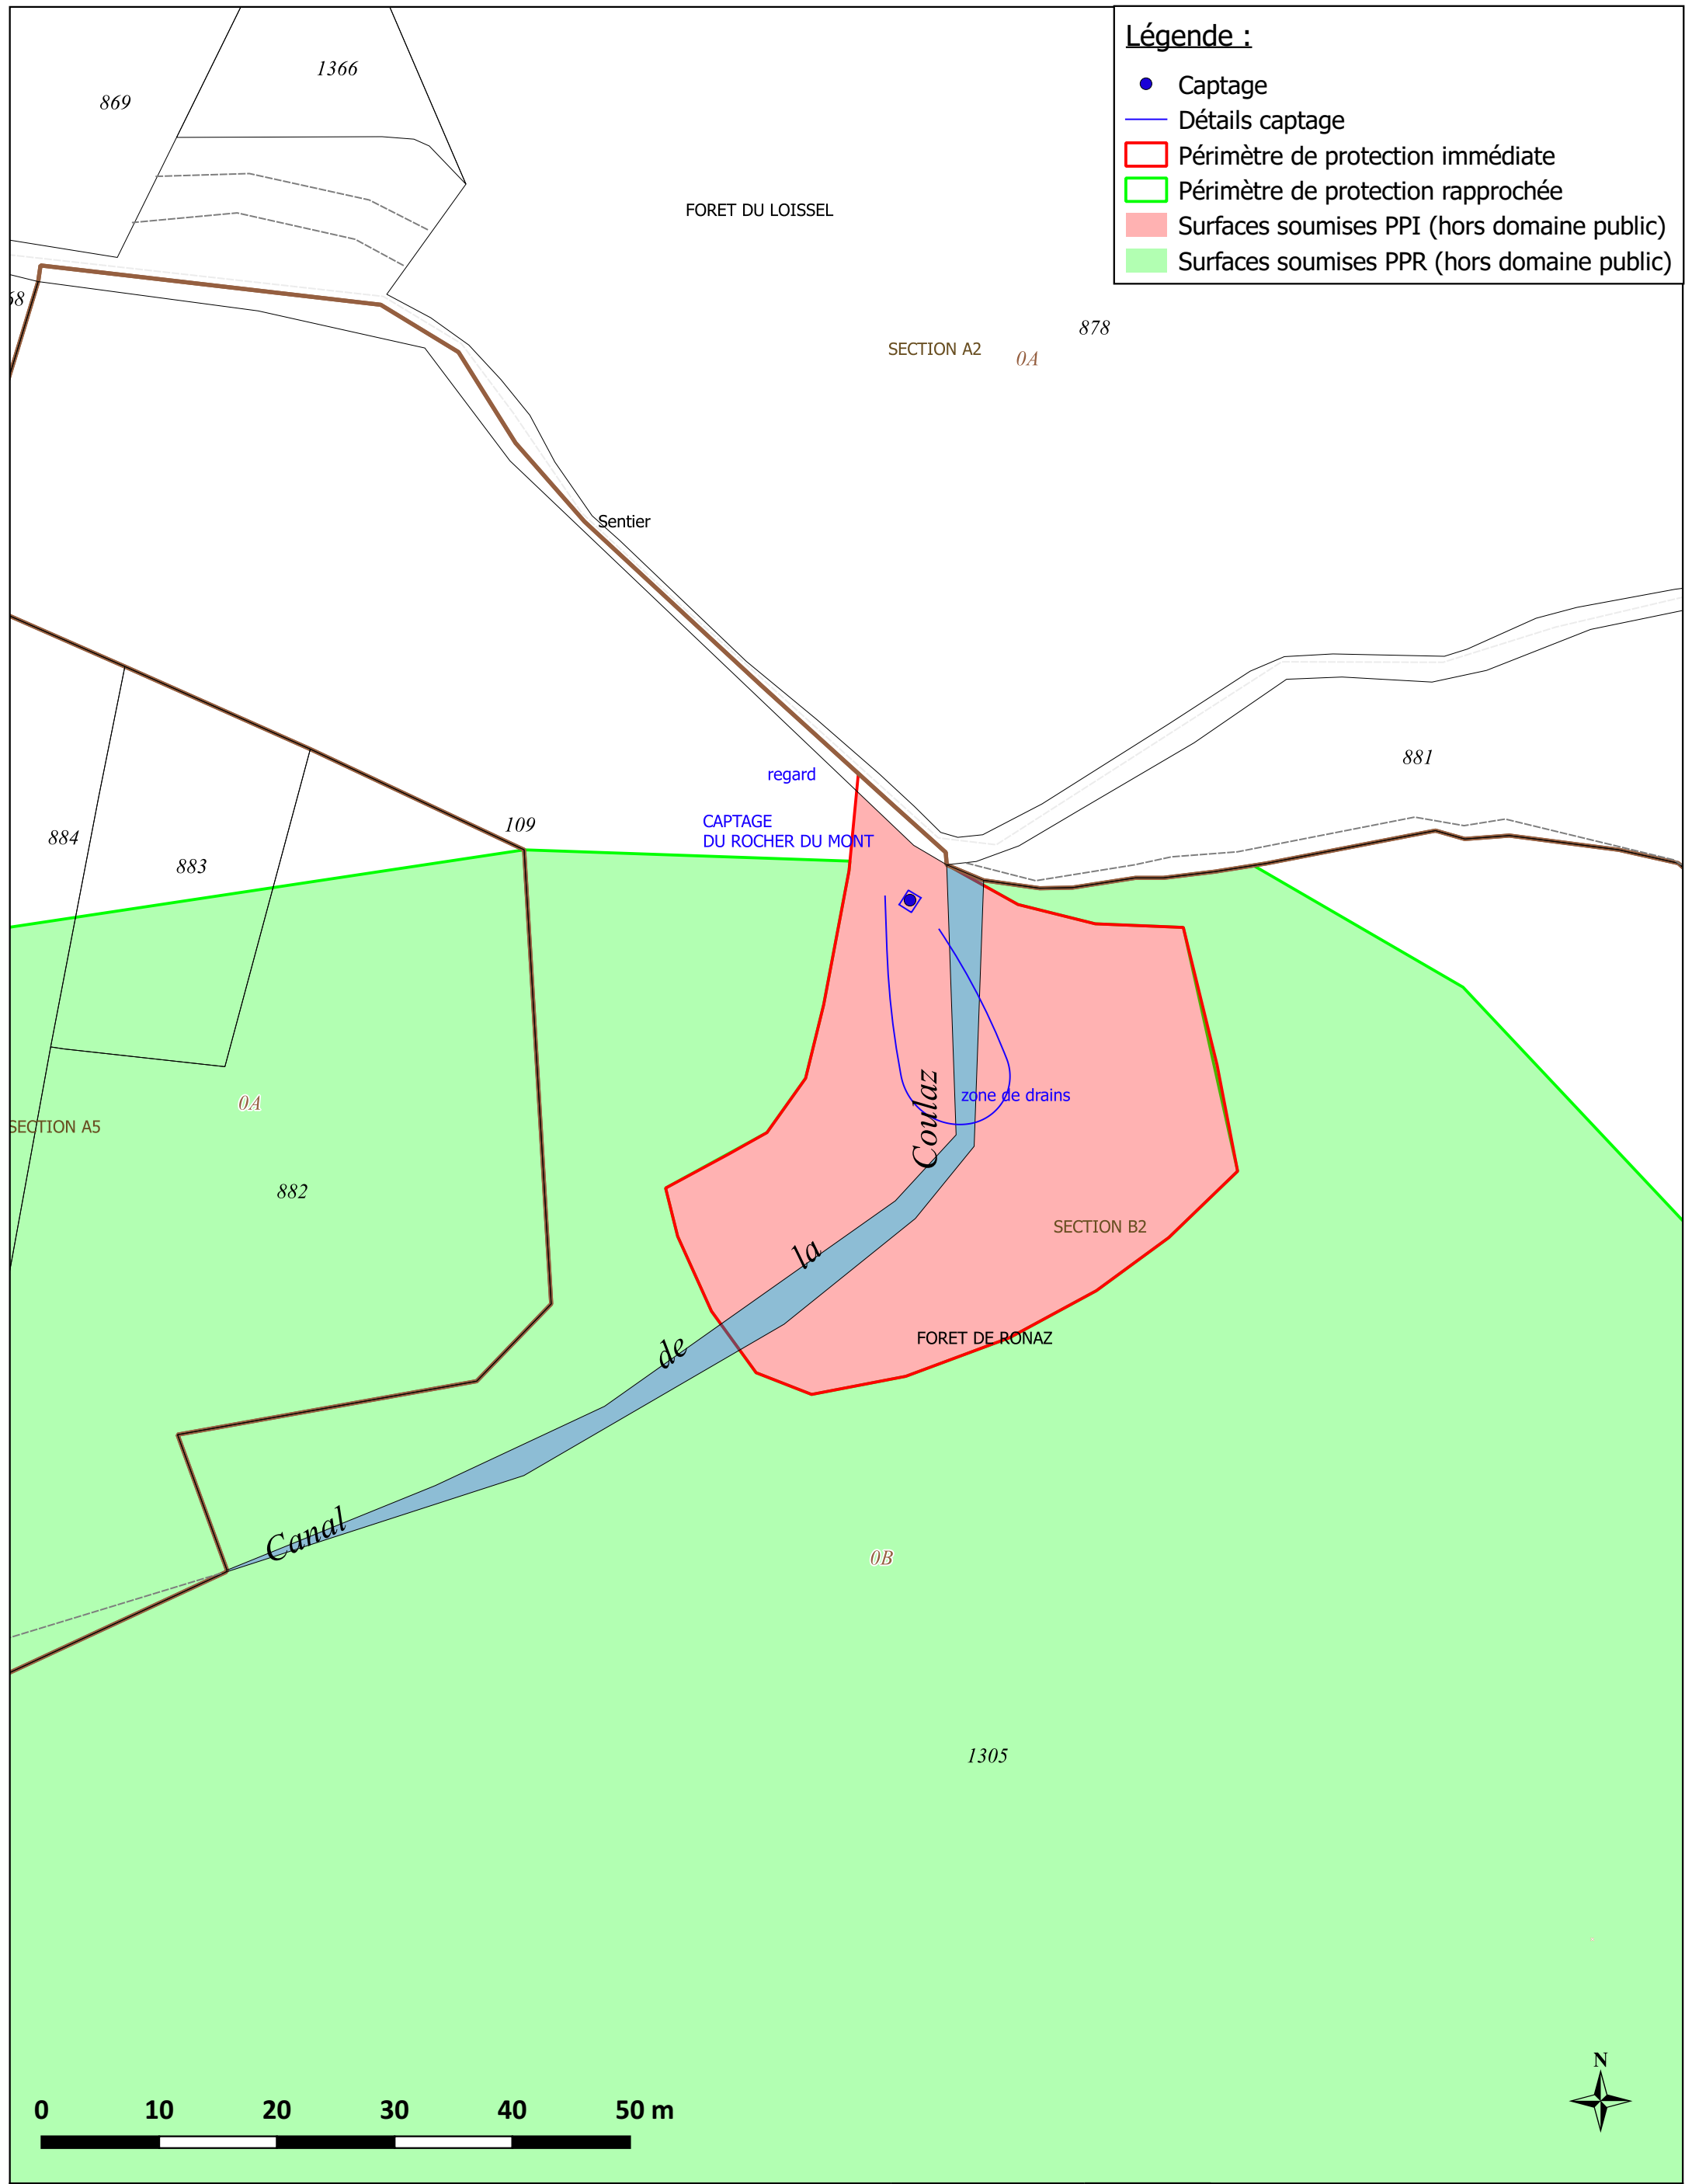 Légende :
Captage
Détails captage
Périmètre de protection immédiate
Périmètre de protection rapprochée
Surfaces soumises PPI (hors domaine public)
Surfaces soumises PPR (hors domaine public)
1366
869
FORET DU LOISSEL
68
878
SECTION A2
0A
Sentier
881
regard
CAPTAGE
DU ROCHER DU MONT
109
884
883
zone de drains
0A
SECTION A5
882
SECTION B2
FORET DE RONAZ
Canal de la Coulaz
0B
1305
N
0 10 20 30 40 50 m